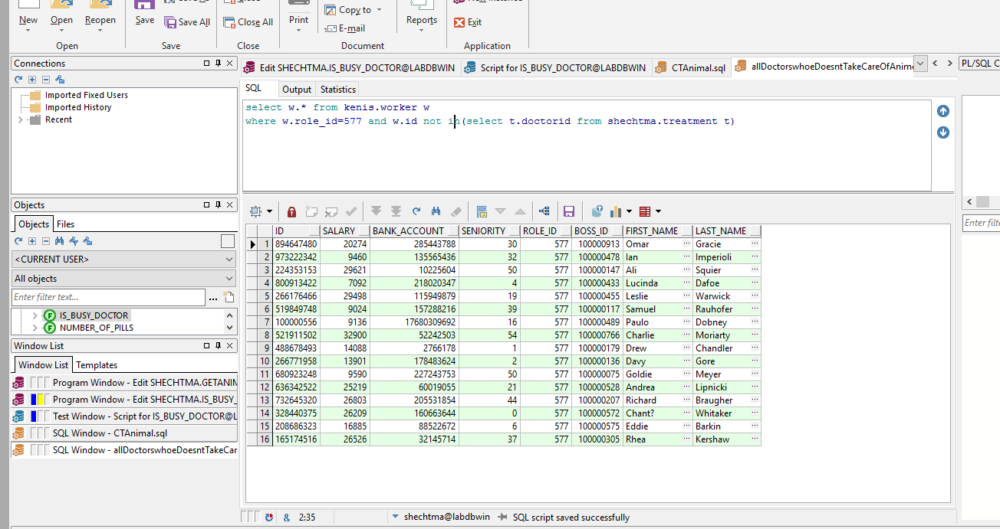 Save As
Close
New Instance
New
Open
Reopen
Save
Save All
Close All
Print
Copy to
E-mail
Reports
Exit
Open
Save
Close
Document
Application
Connections
Imported Fixed Users
Imported History
Recent
Edit SHECHTMA.IS_BUSY_DOCTOR@LABDBWIN
Script for IS_BUSY_DOCTOR@LABDBWIN
CTAnimal.sql
allDoctorswhoeDoesntTakeCareOfAnim
PL/SQL C
SQL
Output
Statistics
select w.* from kenis.worker w
where w.role_id=577 and w.id not in(select t.doctorid from shechtma.treatment t)
Objects
Objects
Files
<CURRENT USER>
All objects
Enter filter text...
...
IS_BUSY_DOCTOR
NUMBER_OF_PILLS
Window List
Window List
Templates
Program Window - Edit SHECHTMA.GETANIM
Program Window - Edit SHECHTMA.IS_BUSY_
Test Window - Script for IS_BUSY_DOCTOR@L
SQL Window - CTAnimal.sql
SQL Window - allDoctorswhoeDoesntTakeCar
ID SALARY BANK_ACCOUNT SENIORITY ROLE_ID BOSS_ID FIRST_NAME LAST_NAME
1 894647480 20274 285443788 30 577 100000913 Omar ... Gracie ...
2 973222342 9460 135565436 32 577 100000478 Ian ... Imperioli ...
3 224353153 29621 10225604 50 577 100000147 Ali ... Squier ...
4 800913422 7092 218020347 4 577 100000433 Lucinda ... Dafoe ...
5 266176466 29498 115949879 19 577 100000455 Leslie ... Warwick ...
6 519849748 9024 157288216 39 577 100000117 Samuel ... Rauhofer ...
7 100000556 9136 17680309692 16 577 100000489 Paulo ... Dobney ...
8 521911502 32900 52242503 54 577 100000766 Charlie ... Moriarty ...
9 488678493 14088 2766178 1 577 100000179 Drew ... Chandler ...
10 266771958 13901 178483624 2 577 100000136 Davy ... Gore ...
11 680923248 9590 227243753 50 577 100000075 Goldie ... Meyer ...
12 636342522 25219 60019055 21 577 100000528 Andrea ... Lipnicki ...
13 732645320 26803 205531854 44 577 100000207 Richard ... Braugher ...
14 328440375 26209 160663644 0 577 100000572 Chant? ... Whitaker ...
15 208686323 16885 88522672 6 577 100000575 Eddie ... Barkin ...
16 165174516 26526 32145714 37 577 100000305 Rhea ... Kershaw ...
Enter filte
& 2:35
shechtma@labdbwin
SQL script saved successfully